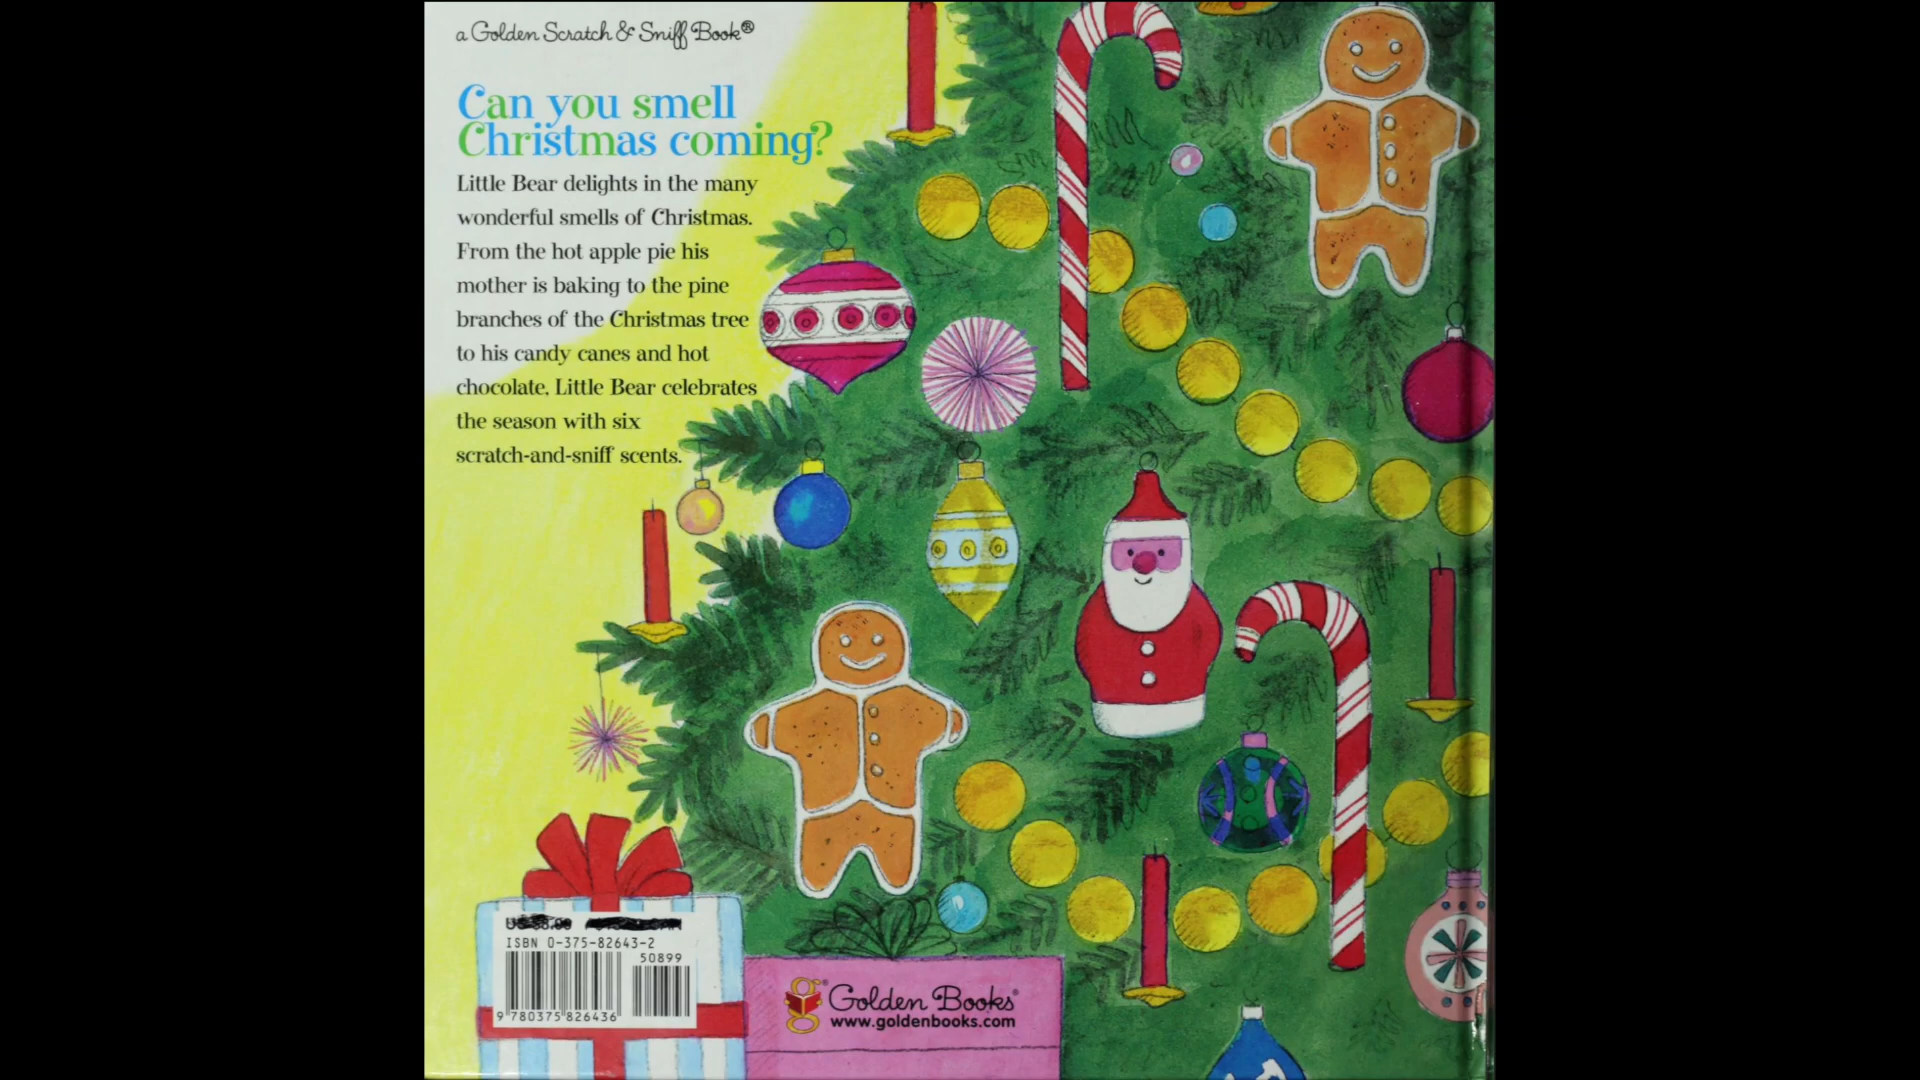 a Golden Scratch & Sniff Book®
Can you smell
Christmas coming?
Little Bear delights in the many
wonderful smells of Christmas.
From the hot apple pie his
mother is baking to the pine
branches of the Christmas tree
to his candy canes and hot
chocolate, Little Bear celebrates
the season with six
scratch-and-sniff scents.
ISBN 0-375-82643-2
50899
9 780375 826436
Golden Books®
www.goldenbooks.com